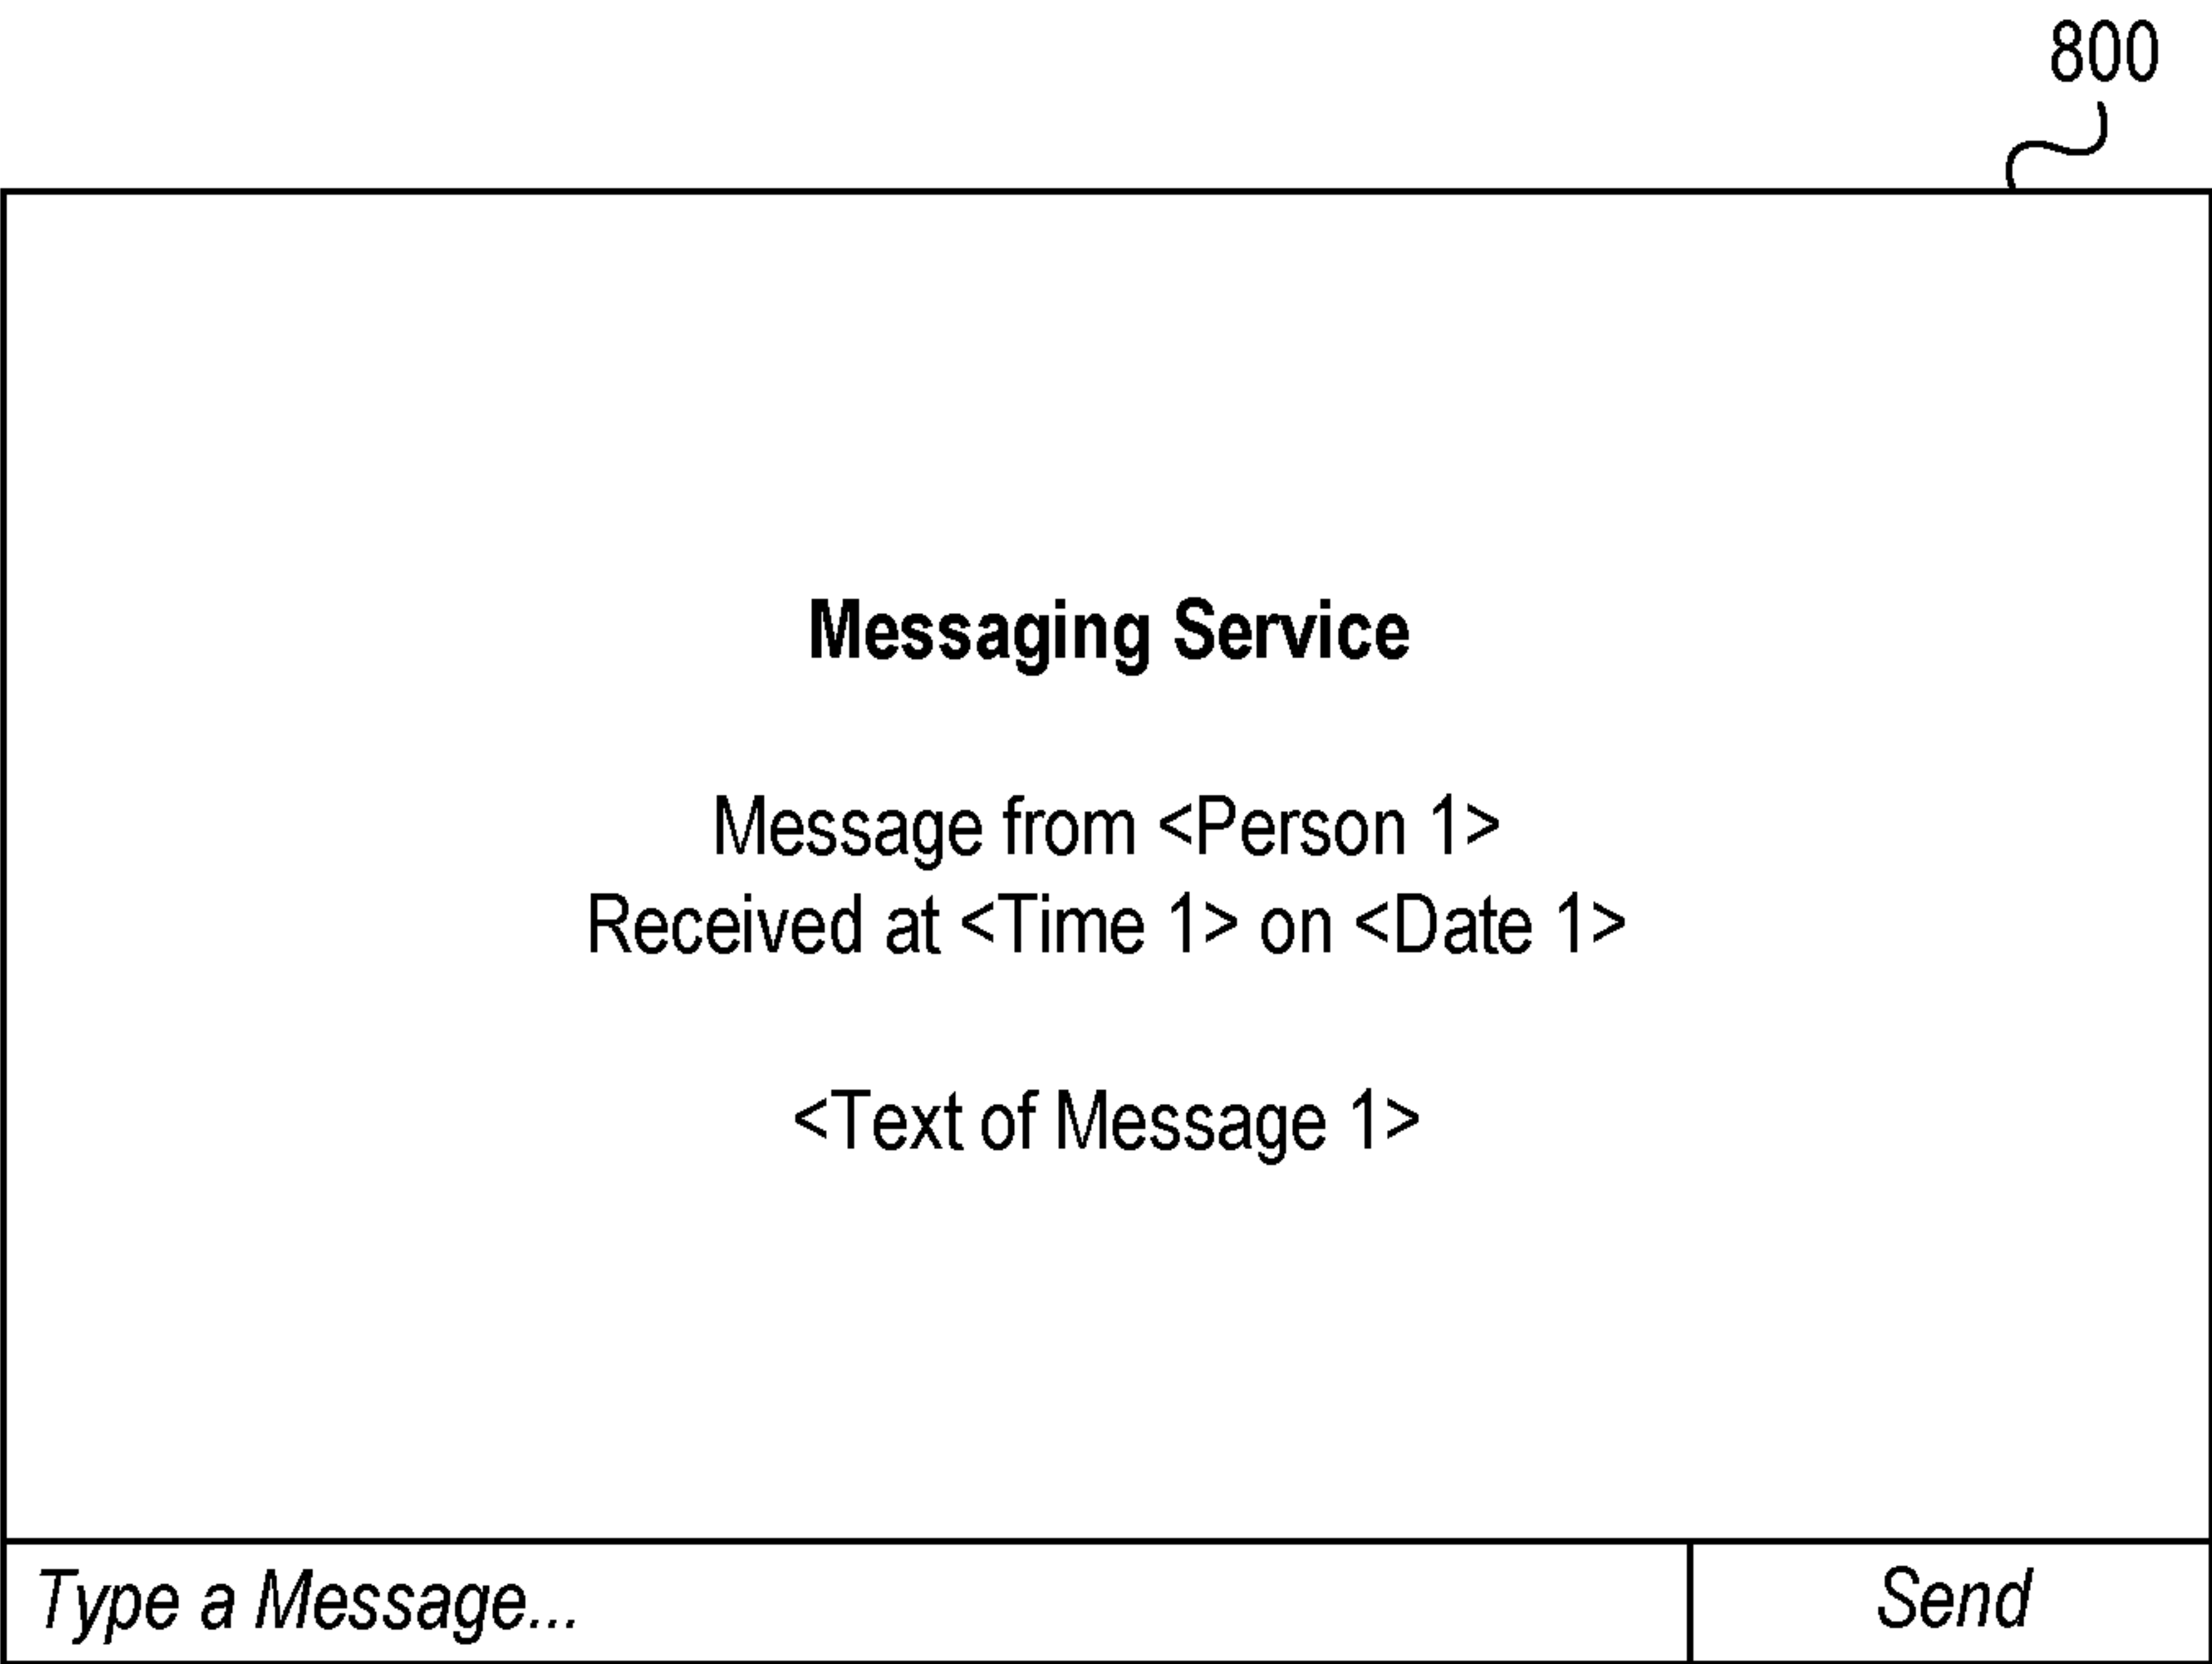 800
Messaging Service
Message from <Person 1>
Received at <Time 1> on <Date 1>
<Text of Message 1>
Type a Message...
Send